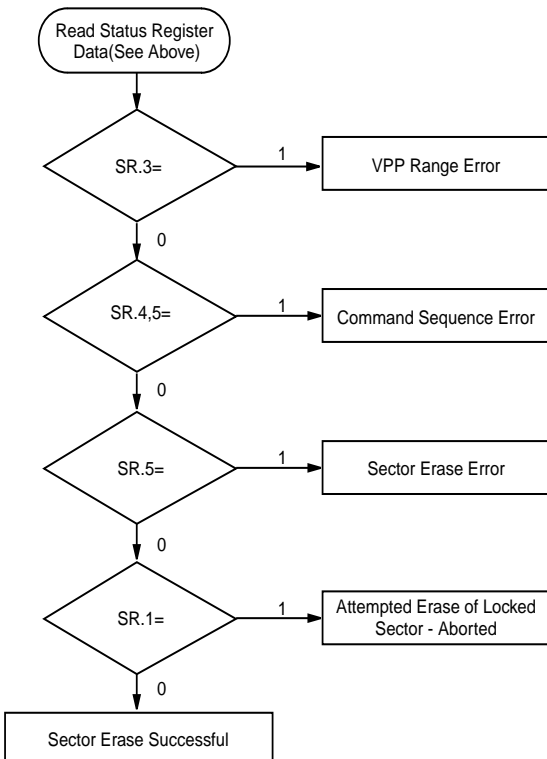 Read Status Register
Data(See Above)
SR.3=
1
VPP Range Error
0
SR.4,5=
1
Command Sequence Error
0
SR.5=
1
Sector Erase Error
0
SR.1=
1
Attempted Erase of Locked
Sector - Aborted
0
Sector Erase Successful